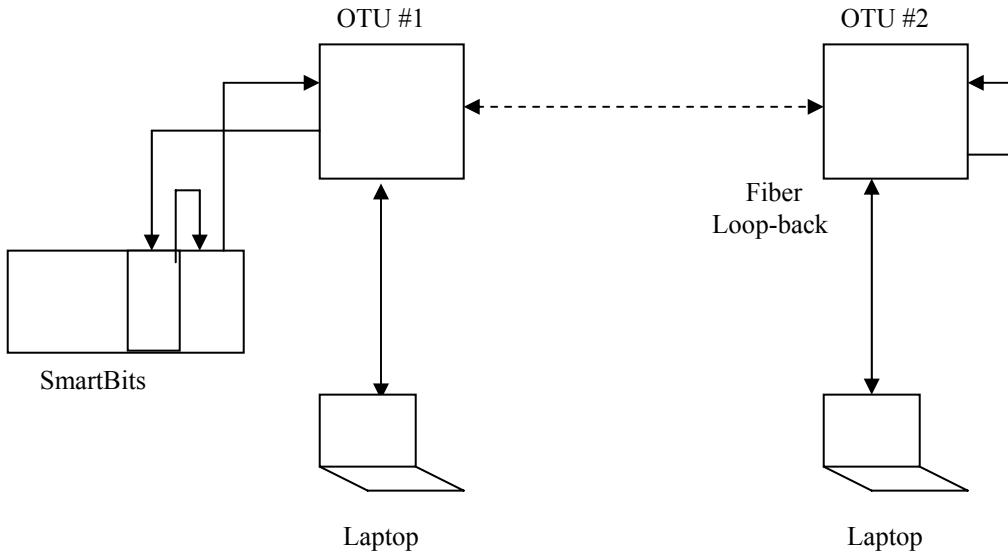 OTU #1
OTU #2
Fiber
Loop-back
SmartBits
Laptop
Laptop